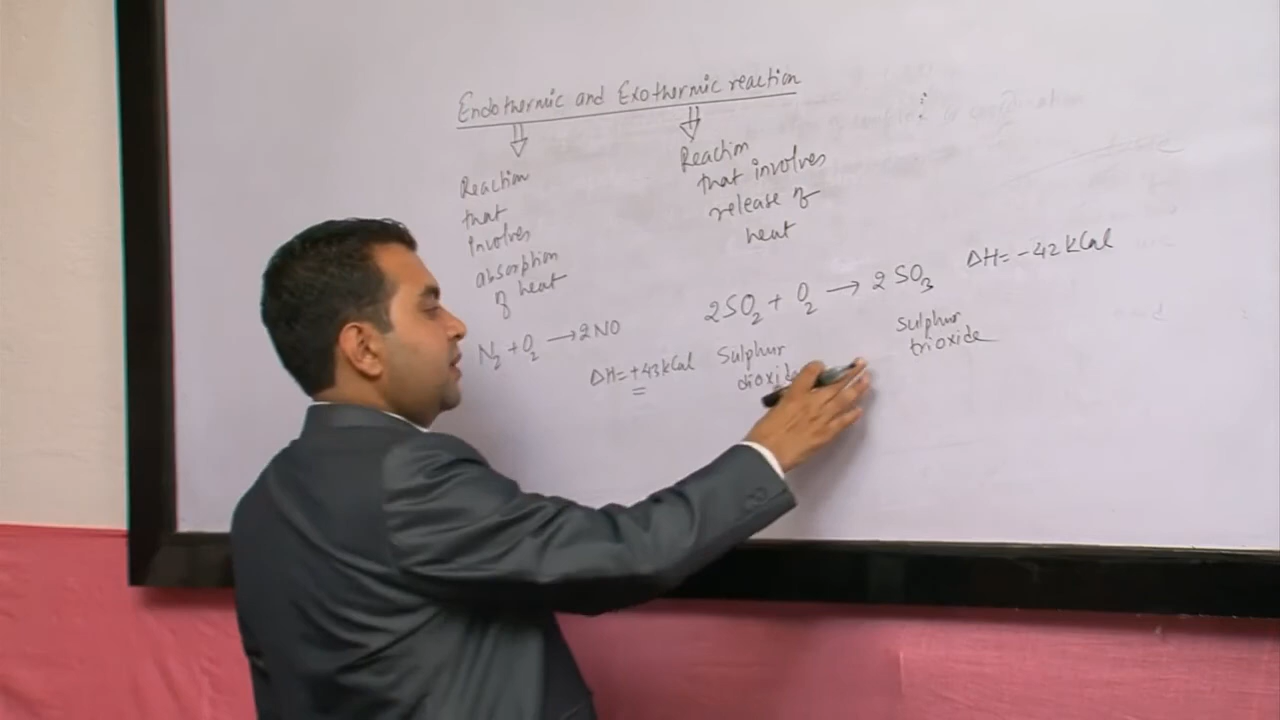 Endothermic and Exothermic reaction
Reaction
that
involves
absorption
of heat
N₂ + O₂ → 2NO
ΔH = +43 kCal
Reaction
that involves
release of
heat
2SO₂ + O₂ → 2SO₃ ΔH = -42 kCal
Sulphur
Sulphur
trioxide